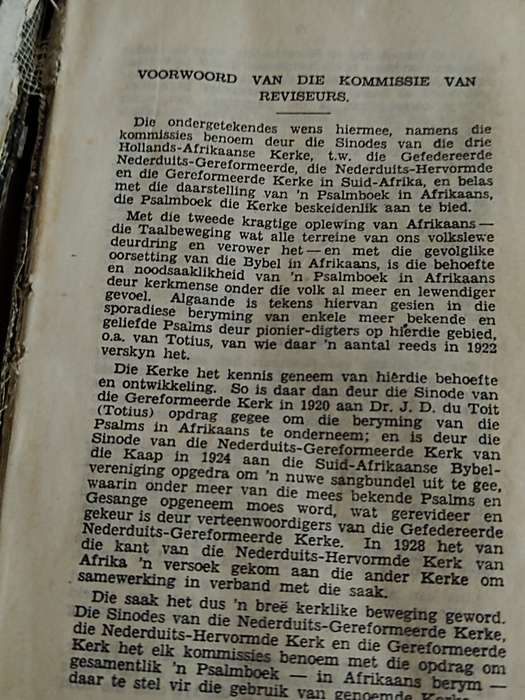 VOORWOORD VAN DIE KOMMISSIE VAN
REVISEURS.
Die ondergetekendes wens hiermee, namens die
kommissies benoem deur die Sinodes van die drie
Hollands-Afrikaanse Kerke, t.w. die Gefedereerde
Nederduits-Gereformeerde, die Nederduits-Hervormde
en die Gereformeerde Kerke in Suid-Afrika, en belas
met die daarstelling van 'n Psalmboek in Afrikaans,
die Psalmboek die Kerke beskeidenlik aan te bied.
Met die tweede kragtige oplewing van Afrikaans—
die Taalbeweging wat alle terreine van ons volkslewe
deurdring en verower het—en met die gevolglike
oorsetting van die Bybel in Afrikaans, is die behoefte
en noodsaaklikheid van 'n Psalmboek in Afrikaans
deur kerkmense onder die volk al meer en lewendiger
gevoel. Algaande is tekens hiervan gesien in die
sporadiese beryming van enkele meer bekende en
geliefde Psalms deur pionier-digters op hierdie gebied,
o.a. van Totius, van wie daar 'n aantal reeds in 1922
verskyn het.
Die Kerke het kennis geneem van hierdie behoefte
en ontwikkeling. So is daar dan deur die Sinode van
die Gereformeerde Kerk in 1920 aan Dr. J. D. du Toit
(Totius) opdrag gegee om die beryming van die
Psalms in Afrikaans te onderneem; en is deur die
Sinode van die Nederduits-Gereformeerde Kerk van
die Kaap in 1924 aan die Suid-Afrikaanse Bybel-
vereniging opgedra om 'n nuwe sangbundel uit te gee,
waarin onder meer van die mees bekende Psalms en
Gesange opgeneem moes word, wat gerevideer en
gekeur is deur verteenwoordigers van die Gefedereerde
Nederduits-Gereformeerde Kerke. In 1928 het van
die kant van die Nederduits-Hervormde Kerk van
Afrika 'n versoek gekom aan die ander Kerke om
samewerking in verband met die saak.
Die saak het dus 'n breë kerklike beweging geword.
Die Sinodes van die Nederduits-Gereformeerde Kerke,
die Nederduits-Hervormde Kerk en die Gereformeerde
Kerk het elk kommissies benoem met die opdrag om
gesamentlik 'n Psalmboek — in Afrikaans berym —
daar te stel vir die gebruik van genoemde Kerke.